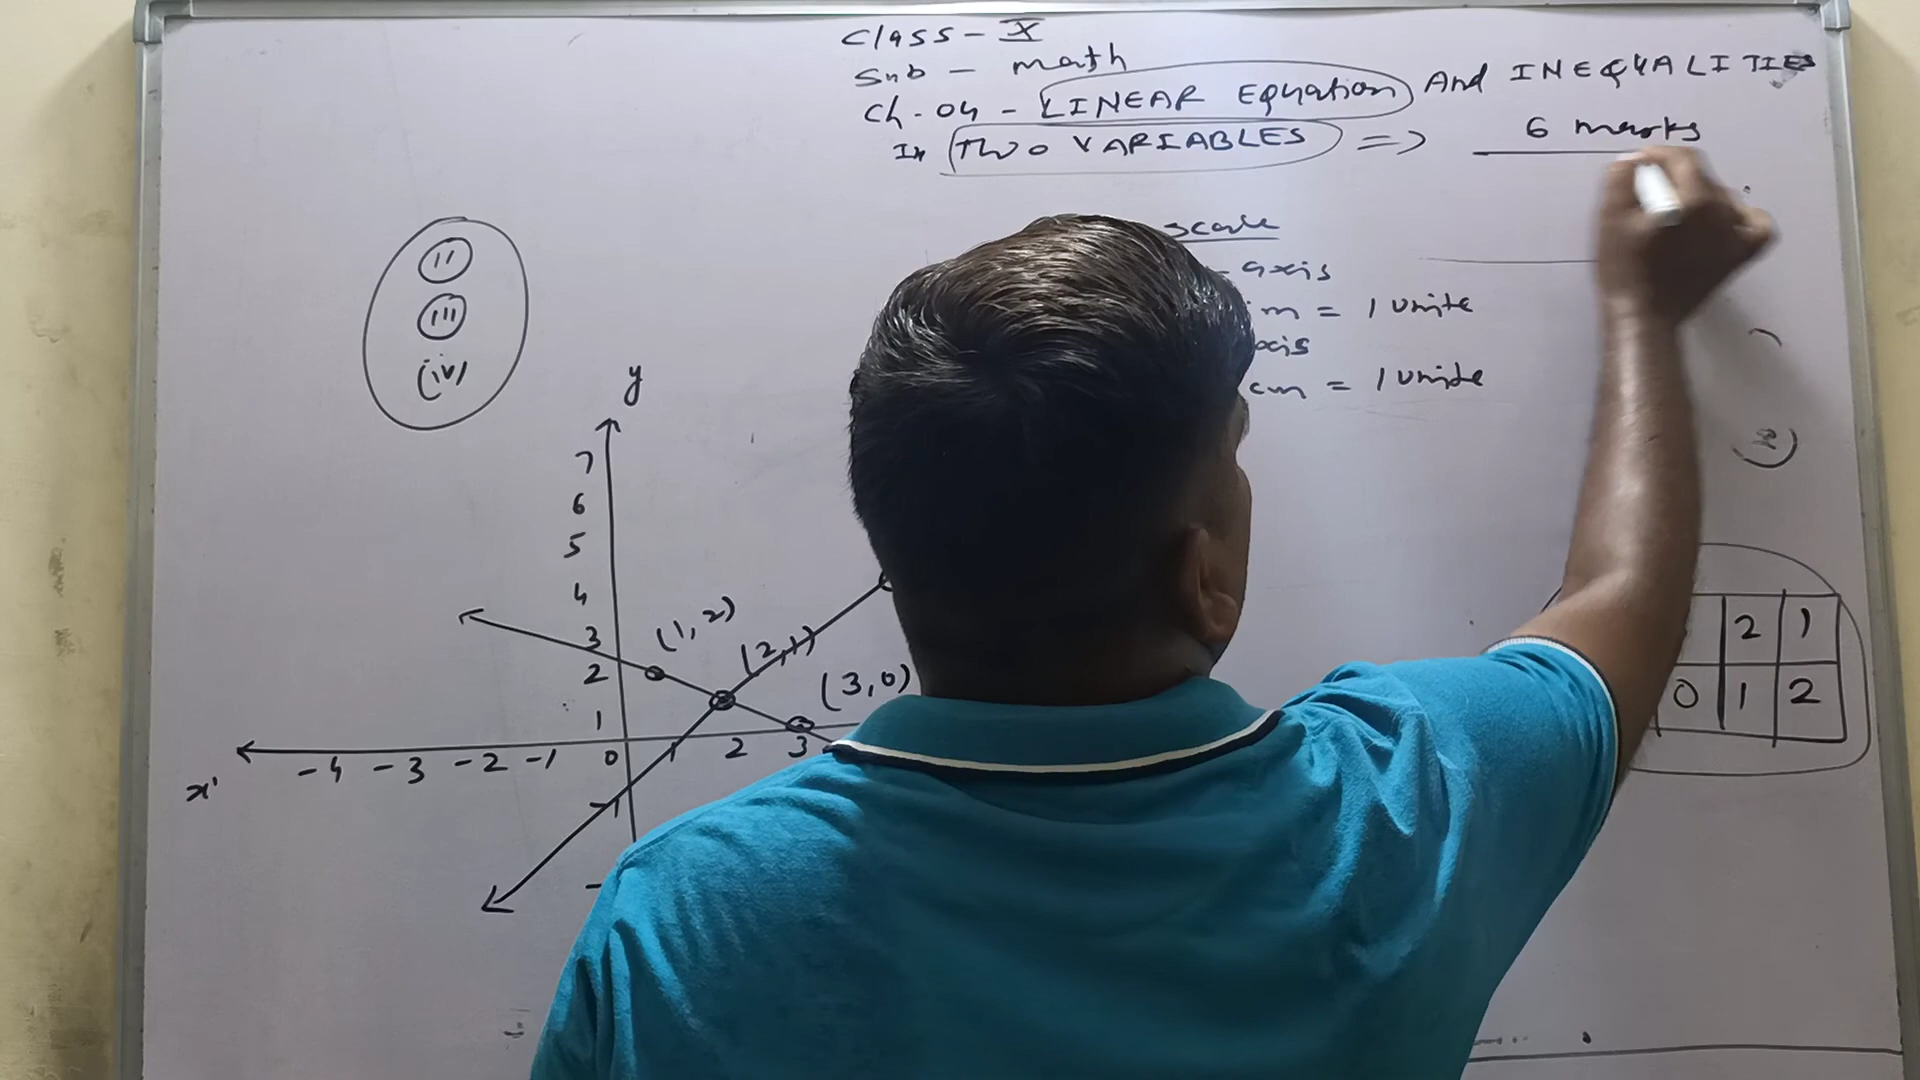 Class - X
Sub - math
Ch-04 - LINEAR Equation And INEQUALITIES
In TWO VARIABLES => 6 marks
scale
- axis
m = 1 unite
axis
cm = 1 unite
(ii)
(iii)
(iv)
y
7
6
5
4
3
2
1
(1,2)
(2,1)
(3,0)
x'
-4 -3 -2 -1 0 1 2 3
-1
2 1
0 1 2